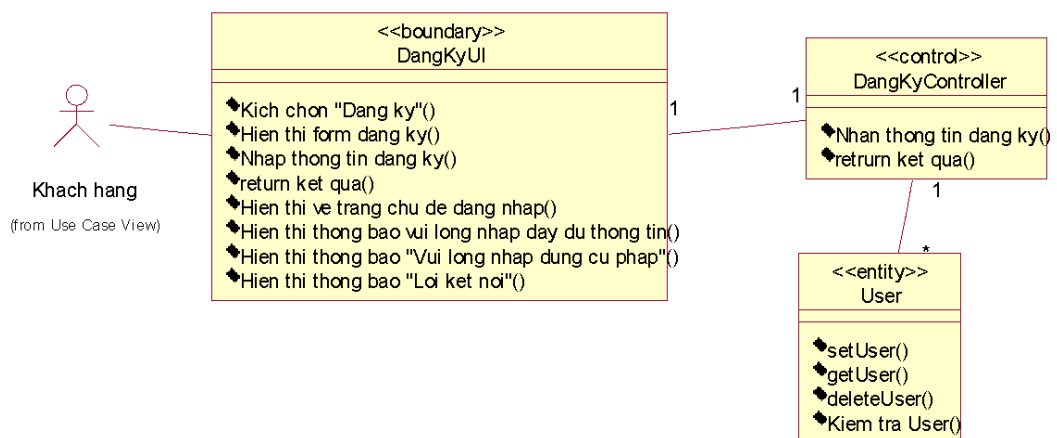 <<boundary>>
DangKyUI
Kich chon "Dang ky"()
Hien thi form dang ky()
Nhap thong tin dang ky()
return ket qua()
Hien thi ve trang chu de dang nhap()
Hien thi thong bao vui long nhap day du thong tin()
Hien thi thong bao "Vui long nhap dung cu phap"()
Hien thi thong bao "Loi ket noi"()
Khach hang
(from Use Case View)
1
1
<<control>>
DangKyController
Nhan thong tin dang ky()
retrurn ket qua()
1
*
<<entity>>
User
setUser()
getUser()
deleteUser()
Kiem tra User()